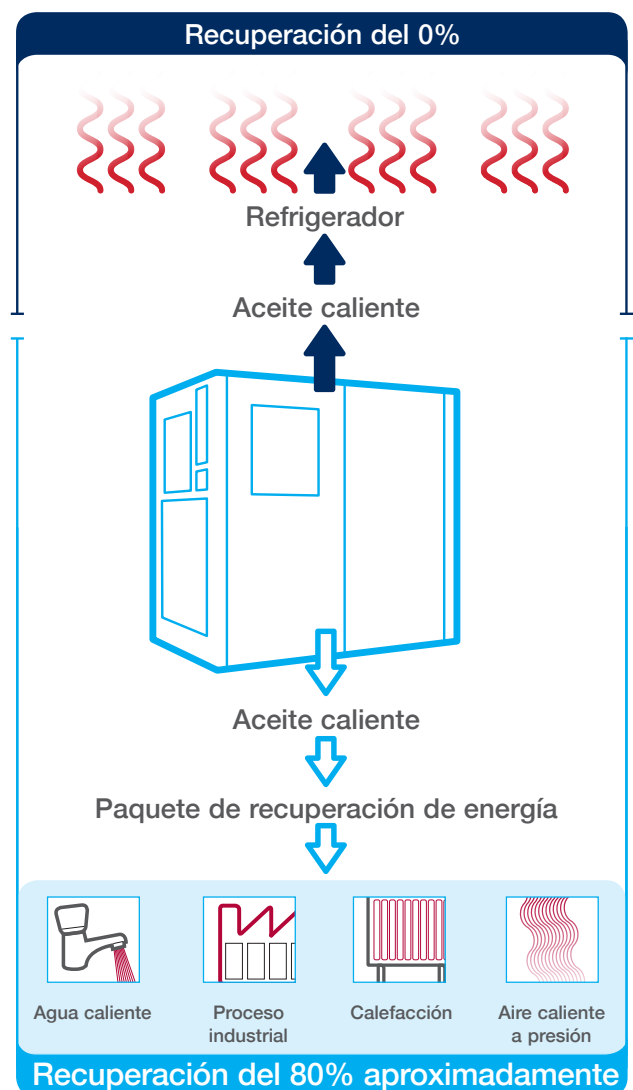 Recuperación del 0%
Refrigerador
Aceite caliente
Aceite caliente
Paquete de recuperación de energía
Agua caliente
Proceso
industrial
Calefacción
Aire caliente
a presión
Recuperación del 80% aproximadamente